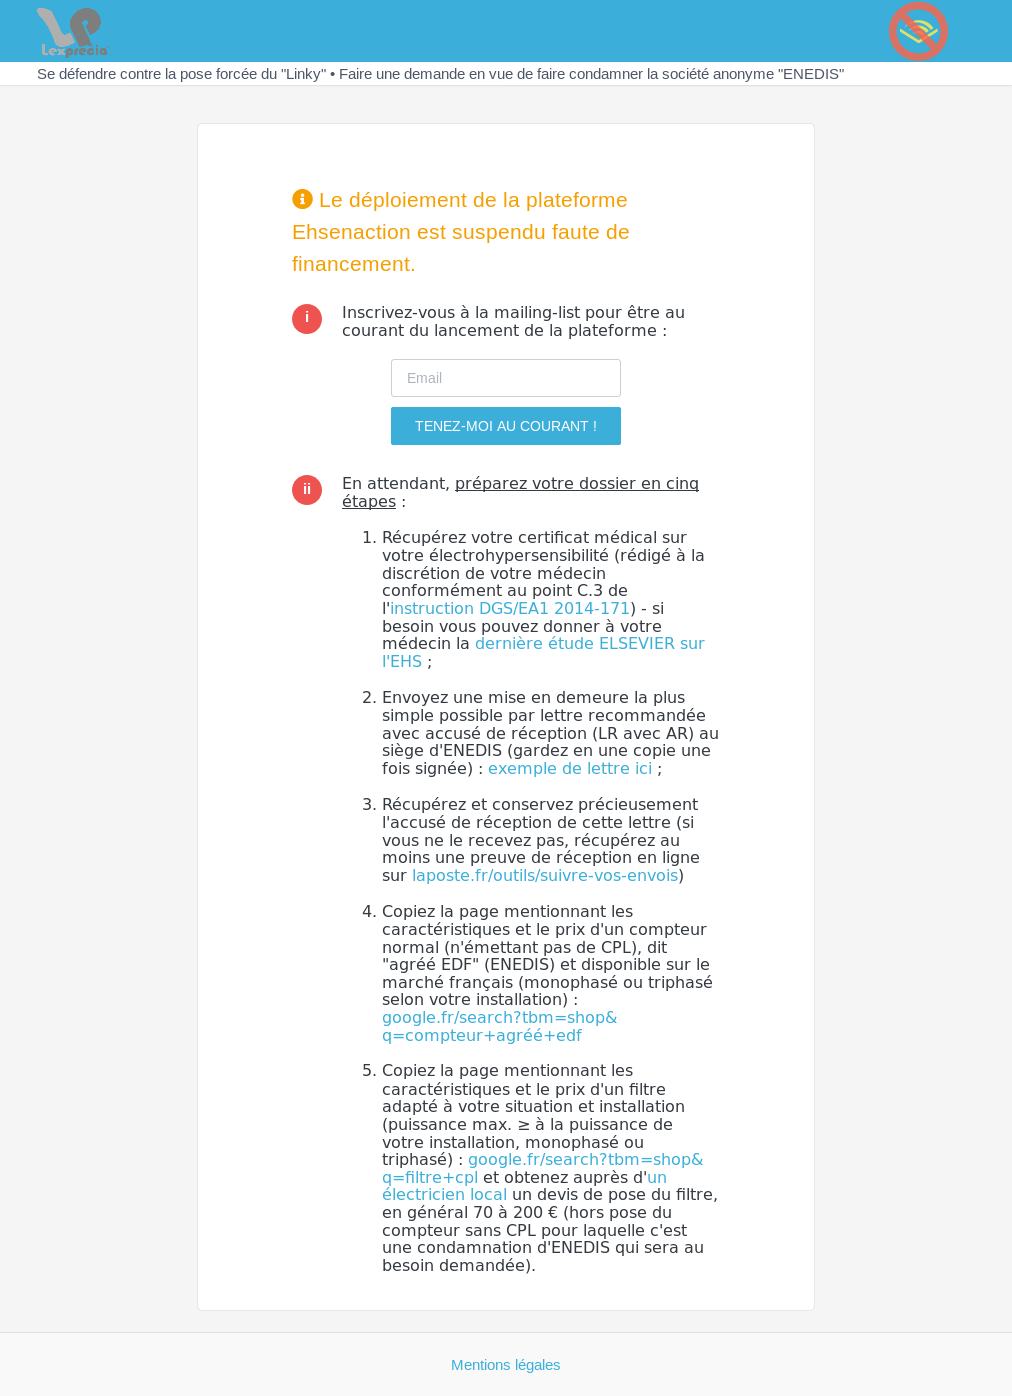 Lexprecia
Se défendre contre la pose forcée du "Linky" • Faire une demande en vue de faire condamner la société anonyme "ENEDIS"
Le déploiement de la plateforme
Ehsenaction est suspendu faute de
financement.
i
Inscrivez-vous à la mailing-list pour être au
courant du lancement de la plateforme :
Email
TENEZ-MOI AU COURANT !
ii
En attendant, préparez votre dossier en cinq
étapes :
1. Récupérez votre certificat médical sur
votre électrohypersensibilité (rédigé à la
discrétion de votre médecin
conformément au point C.3 de
l'instruction DGS/EA1 2014-171) - si
besoin vous pouvez donner à votre
médecin la dernière étude ELSEVIER sur
l'EHS ;
2. Envoyez une mise en demeure la plus
simple possible par lettre recommandée
avec accusé de réception (LR avec AR) au
siège d'ENEDIS (gardez en une copie une
fois signée) : exemple de lettre ici ;
3. Récupérez et conservez précieusement
l'accusé de réception de cette lettre (si
vous ne le recevez pas, récupérez au
moins une preuve de réception en ligne
sur laposte.fr/outils/suivre-vos-envois)
4. Copiez la page mentionnant les
caractéristiques et le prix d'un compteur
normal (n'émettant pas de CPL), dit
"agréé EDF" (ENEDIS) et disponible sur le
marché français (monophasé ou triphasé
selon votre installation) :
google.fr/search?tbm=shop&
q=compteur+agréé+edf
5. Copiez la page mentionnant les
caractéristiques et le prix d'un filtre
adapté à votre situation et installation
(puissance max. ≥ à la puissance de
votre installation, monophasé ou
triphasé) : google.fr/search?tbm=shop&
q=filtre+cpl et obtenez auprès d'un
électricien local un devis de pose du filtre,
en général 70 à 200 € (hors pose du
compteur sans CPL pour laquelle c'est
une condamnation d'ENEDIS qui sera au
besoin demandée).
Mentions légales